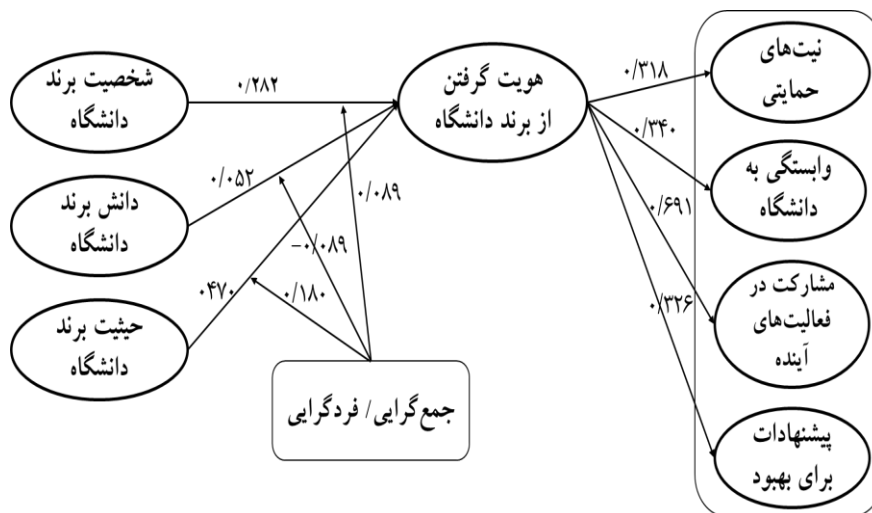 شخصیت برند
دانشگاه
دانش برند
دانشگاه
حیثیت برند
دانشگاه
هویت گرفتن
از برند دانشگاه
جمع‌گرایی/ فردگرایی
نیت‌های
حمایتی
وابستگی به
دانشگاه
مشارکت در
فعالیت‌های
آینده
پیشنهادات
برای بهبود
۰/۲۸۲
۰/۰۵۲
۰۴۷۰
۰/۰۸۹
-۰/۰۸۹
۰/۱۸۰
۰/۳۱۸
۰/۳۴۰
۰/۶۹۱
۰/۳۲۶